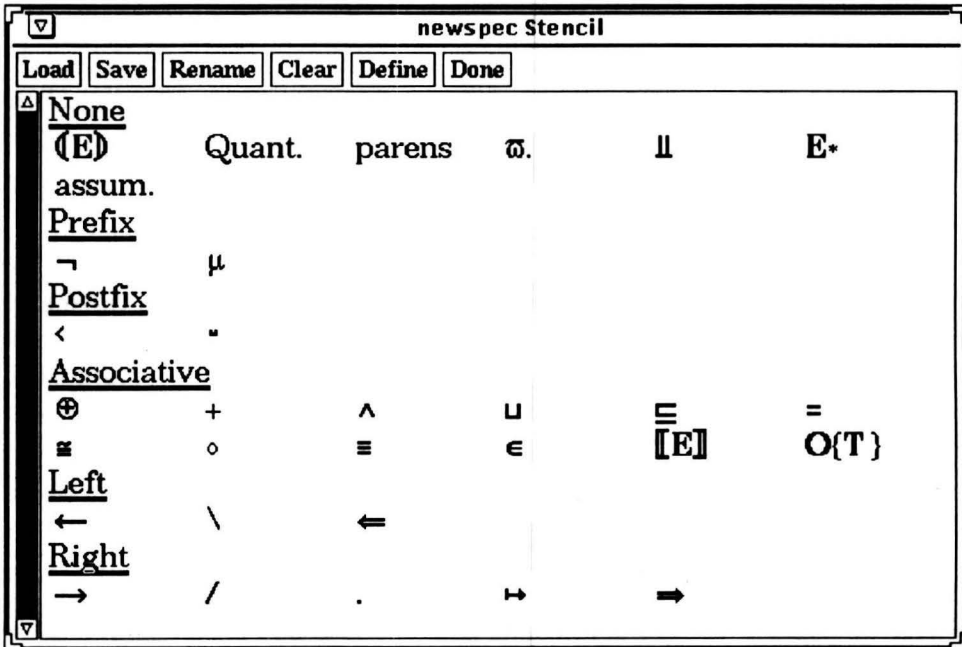 newspec Stencil
Load Save Rename Clear Define Done
None
⦅E⦆ Quant. parens ϖ. ⫫ E*
assum.
Prefix
¬ μ
Postfix
< "
Associative
⊕ + ∧ ⊔ ⊑ =
≅ ∘ ≡ ∈ ⟦E⟧ O{T}
Left
← \ ⇐
Right
→ / . ↦ ⇒